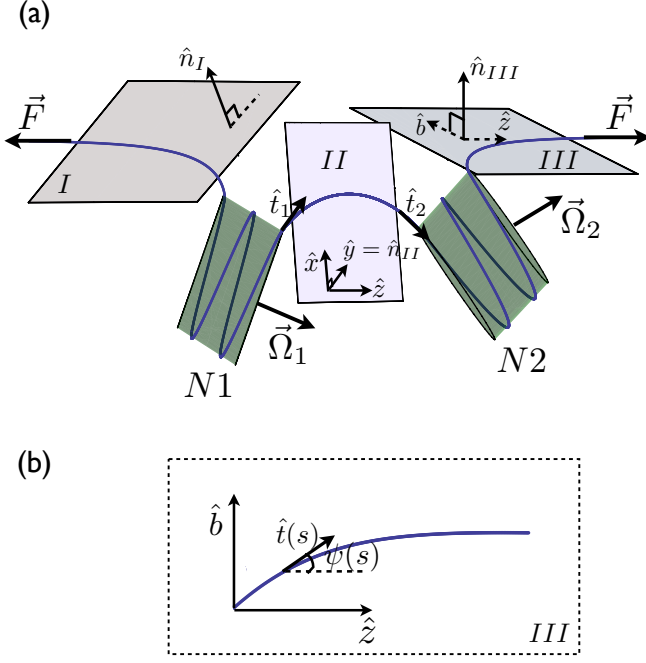 (a)
n̂_I
n̂_III
F⃗
b̂
ẑ
F⃗
I
II
III
t̂_1
t̂_2
x̂
ŷ = n̂_II
ẑ
Ω⃗_1
Ω⃗_2
N1
N2
(b)
b̂
t̂(s)
ψ(s)
ẑ
III